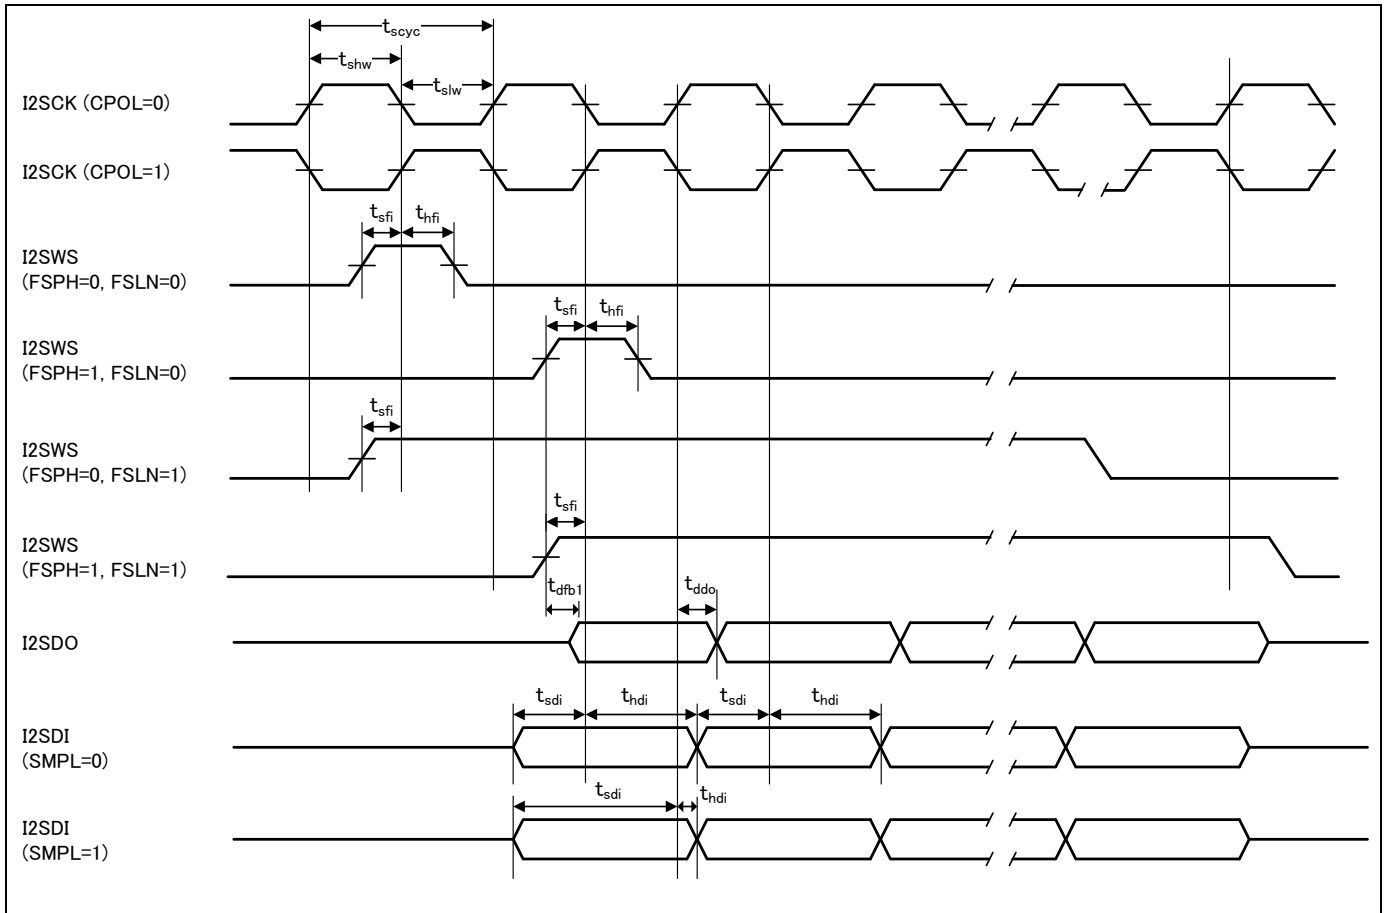 tscyc
tshw
tslw
I2SCK (CPOL=0)
I2SCK (CPOL=1)
tsfi thfi
I2SWS
(FSPH=0, FSLN=0)
tsfi thfi
I2SWS
(FSPH=1, FSLN=0)
tsfi
I2SWS
(FSPH=0, FSLN=1)
tsfi
I2SWS
(FSPH=1, FSLN=1)
tdfb1 tddo
I2SDO
tsdi thdi tsdi thdi
I2SDI
(SMPL=0)
tsdi thdi
I2SDI
(SMPL=1)